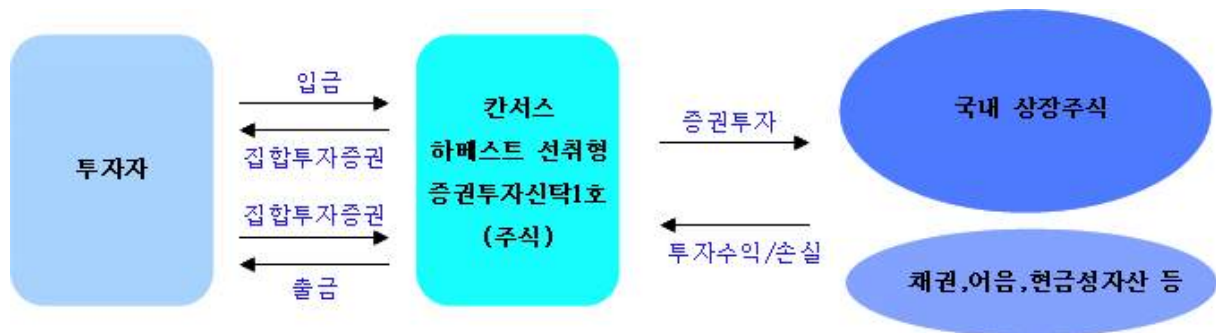 투자자
입금
집합투자증권
집합투자증권
출금
칸서스
하베스트 선취형
증권투자신탁1호
(주식)
증권투자
투자수익/손실
국내 상장주식
채권,어음,현금성자산 등